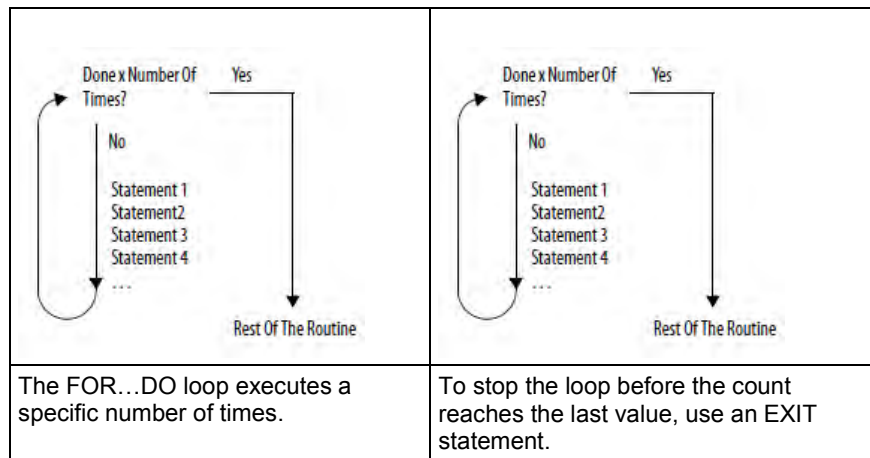 Done x Number Of Yes
Times?
No
Statement 1
Statement2
Statement 3
Statement 4
...
Rest Of The Routine
Done x Number Of Yes
Times?
No
Statement 1
Statement2
Statement 3
Statement 4
...
Rest Of The Routine
The FOR…DO loop executes a
specific number of times.
To stop the loop before the count
reaches the last value, use an EXIT
statement.